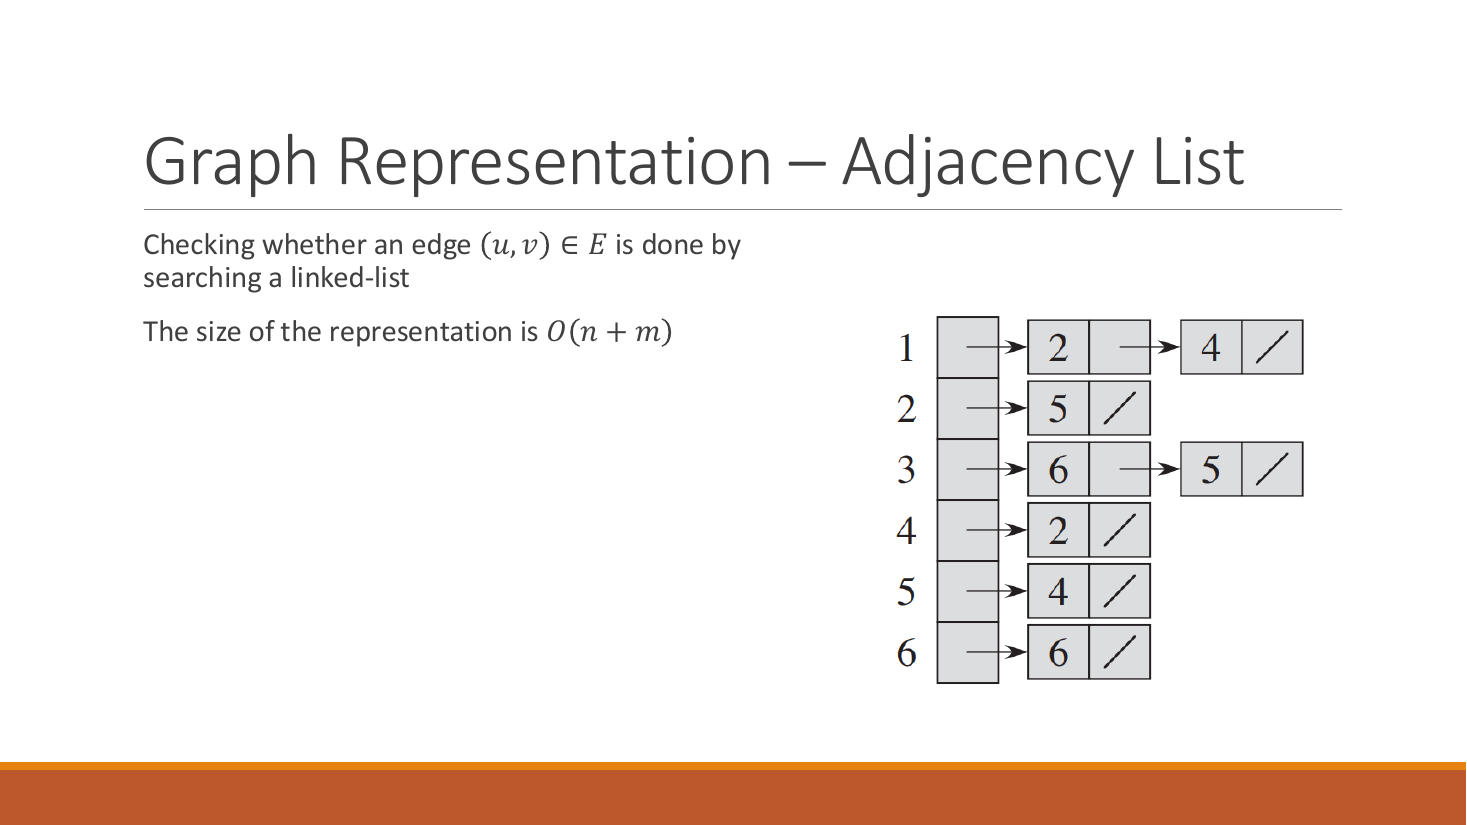 Graph Representation – Adjacency List
Checking whether an edge (𝑢, 𝑣) ∈ 𝐸 is done by
searching a linked-list
The size of the representation is 𝑂(𝑛 + 𝑚)
1 2 4
2 5
3 6 5
4 2
5 4
6 6